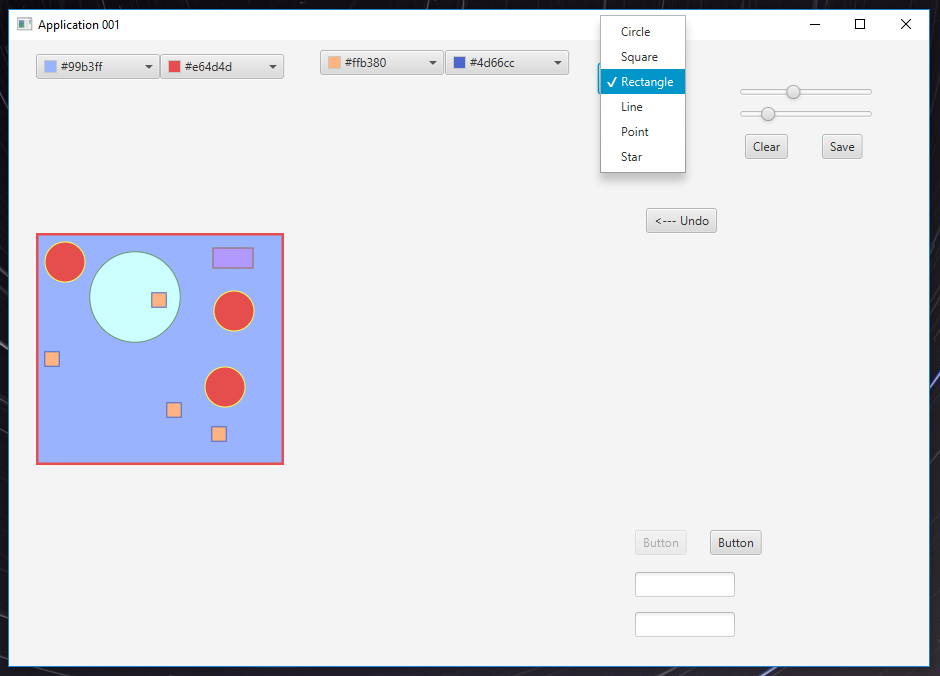 Application 001
#99b3ff
#e64d4d
#ffb380
#4d66cc
Circle
Square
✓ Rectangle
Line
Point
Star
Clear
Save
<--- Undo
Button
Button